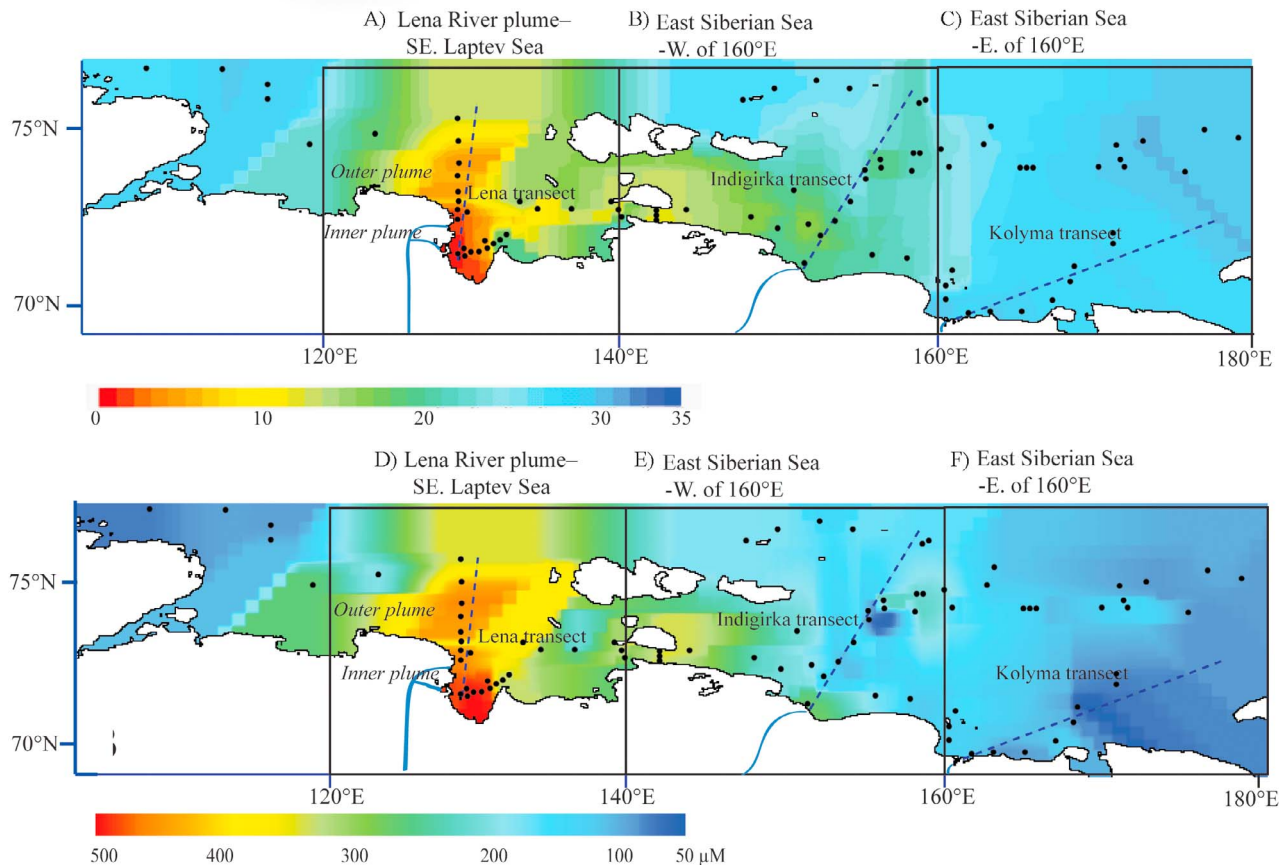 A) Lena River plume–
SE. Laptev Sea
B) East Siberian Sea
-W. of 160°E
C) East Siberian Sea
-E. of 160°E
75°N
Outer plume
Lena transect
Indigirka transect
Inner plume
Kolyma transect
70°N
120°E
140°E
160°E
180°E
0
10
20
30
35
D) Lena River plume–
SE. Laptev Sea
E) East Siberian Sea
-W. of 160°E
F) East Siberian Sea
-E. of 160°E
75°N
Outer plume
Lena transect
Indigirka transect
Inner plume
Kolyma transect
70°N
120°E
140°E
160°E
180°E
500
400
300
200
100
50 µM